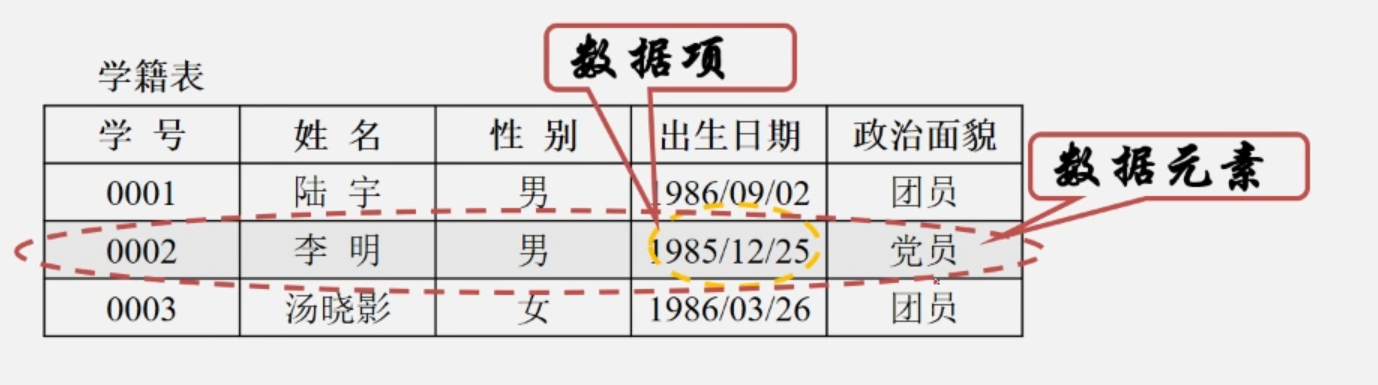 数据项
学籍表
学 号 姓 名 性 别 出生日期 政治面貌
数据元素
0001 陆 宇 男 1986/09/02 团员
0002 李 明 男 1985/12/25 党员
0003 汤晓影 女 1986/03/26 团员